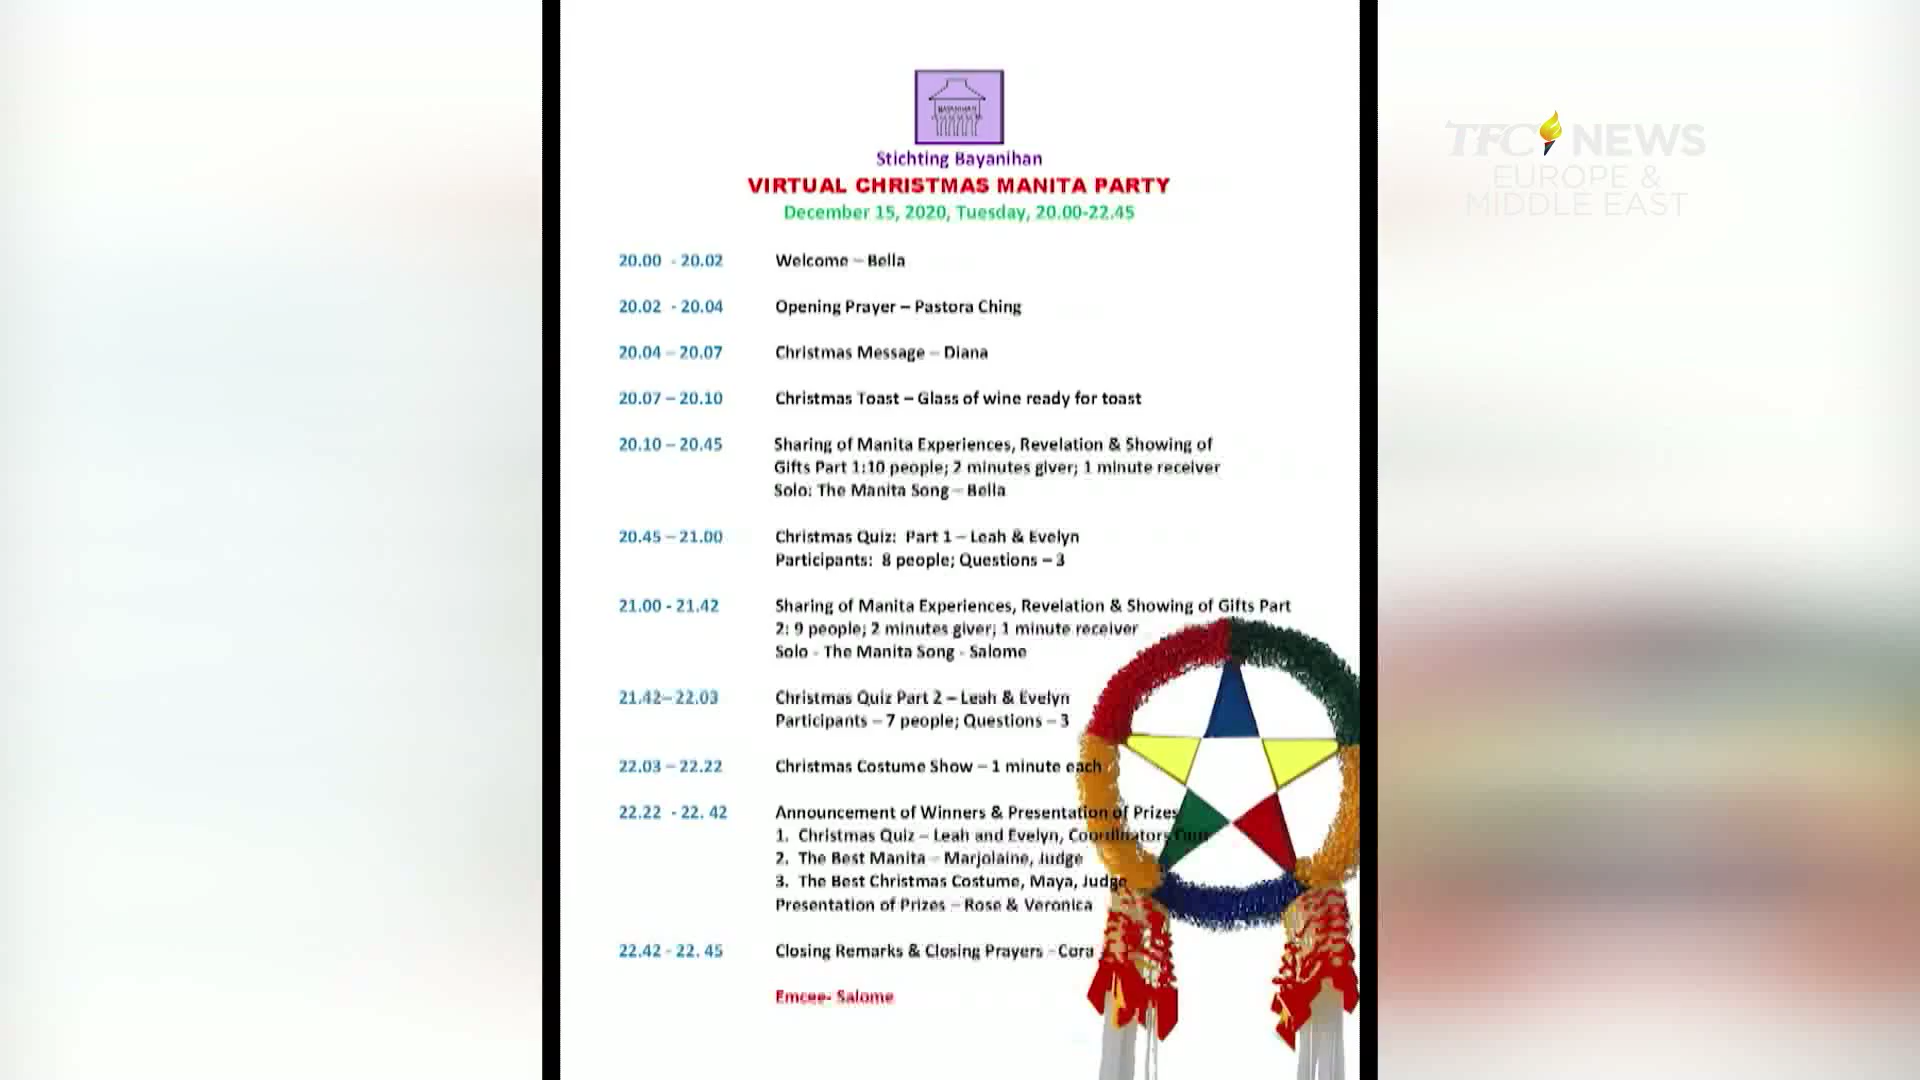 BAYANIHAN
Stichting Bayanihan
VIRTUAL CHRISTMAS MANITA PARTY
December 15, 2020, Tuesday, 20.00-22.45
TFC NEWS
EUROPE &
MIDDLE EAST
20.00 - 20.02 Welcome – Bella
20.02 - 20.04 Opening Prayer – Pastora Ching
20.04 – 20.07 Christmas Message – Diana
20.07 – 20.10 Christmas Toast – Glass of wine ready for toast
20.10 – 20.45 Sharing of Manita Experiences, Revelation & Showing of
Gifts Part 1:10 people; 2 minutes giver; 1 minute receiver
Solo: The Manita Song – Bella
20.45 – 21.00 Christmas Quiz: Part 1 – Leah & Evelyn
Participants: 8 people; Questions – 3
21.00 - 21.42 Sharing of Manita Experiences, Revelation & Showing of Gifts Part
2: 9 people; 2 minutes giver; 1 minute receiver
Solo - The Manita Song - Salome
21.42– 22.03 Christmas Quiz Part 2 – Leah & Evelyn
Participants – 7 people; Questions – 3
22.03 – 22.22 Christmas Costume Show – 1 minute each
22.22 - 22. 42 Announcement of Winners & Presentation of Prizes
1. Christmas Quiz – Leah and Evelyn, Coordinators
2. The Best Manita – Marjolaine, Judge
3. The Best Christmas Costume, Maya, Judge
Presentation of Prizes – Rose & Veronica
22.42 - 22. 45 Closing Remarks & Closing Prayers - Cora
Emcee- Salome